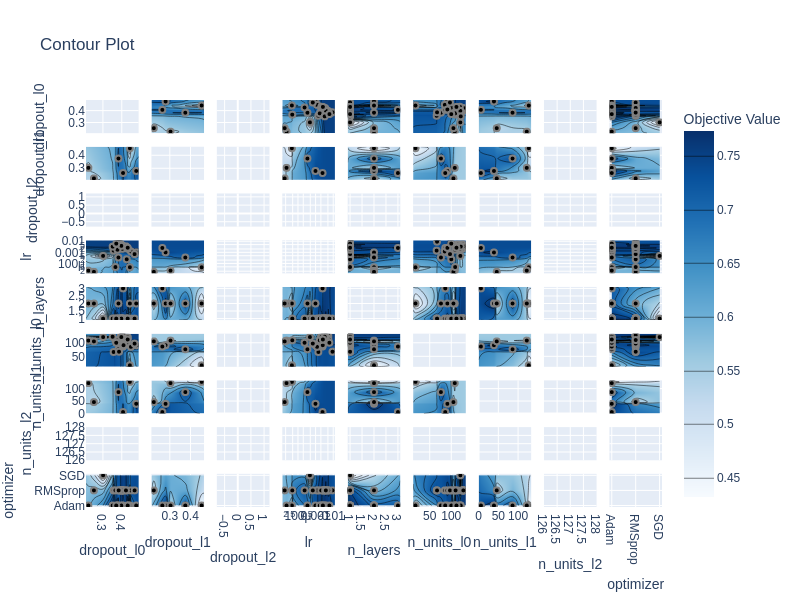 Contour Plot
Objective Value
dropout_l0
0.4
0.3
dropout_l1
0.4
0.3
dropout_l2
1
0.5
0
−0.5
lr
0.01
0.001
100μ
n_layers
3
2.5
2
1.5
1
n_units_l0
100
50
n_units_l1
100
50
0
n_units_l2
128
127.5
127
126.5
126
optimizer
SGD
RMSprop
Adam
0.75
0.7
0.65
0.6
0.55
0.5
0.45
0.3
0.4
dropout_l0
0.3 0.4
dropout_l1
−0.5
0
0.5
1
dropout_l2
lr
1
1.5
2
2.5
3
n_layers
50 100
n_units_l0
0 50 100
n_units_l1
126
126.5
127
127.5
128
n_units_l2
Adam
RMSprop
SGD
optimizer